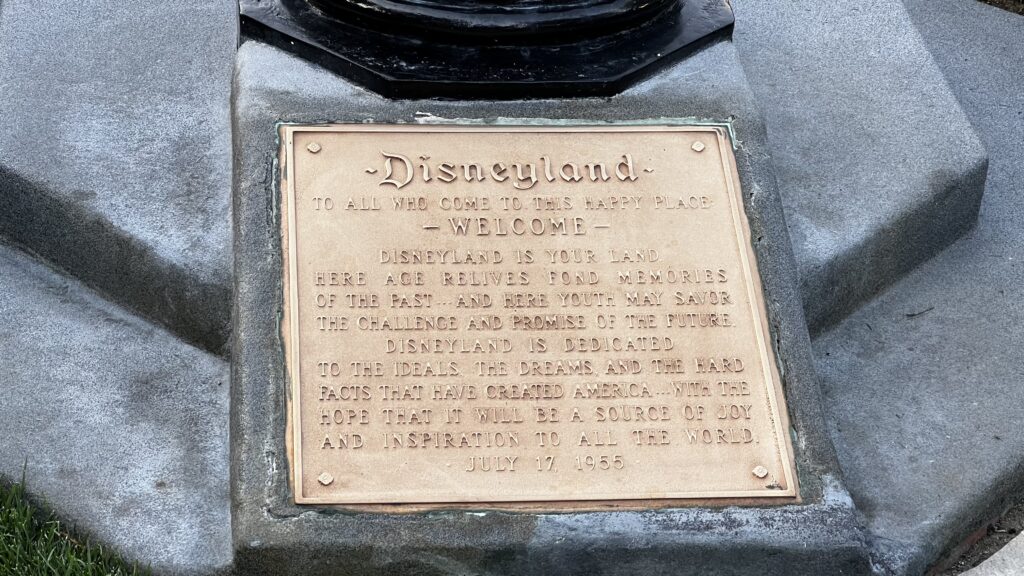 -Disneyland-
TO ALL WHO COME TO THIS HAPPY PLACE
— WELCOME —
DISNEYLAND IS YOUR LAND
HERE AGE RELIVES FOND MEMORIES
OF THE PAST...AND HERE YOUTH MAY SAVOR
THE CHALLENGE AND PROMISE OF THE FUTURE.
DISNEYLAND IS DEDICATED
TO THE IDEALS, THE DREAMS, AND THE HARD
FACTS THAT HAVE CREATED AMERICA...WITH THE
HOPE THAT IT WILL BE A SOURCE OF JOY
AND INSPIRATION TO ALL THE WORLD.
JULY 17, 1955